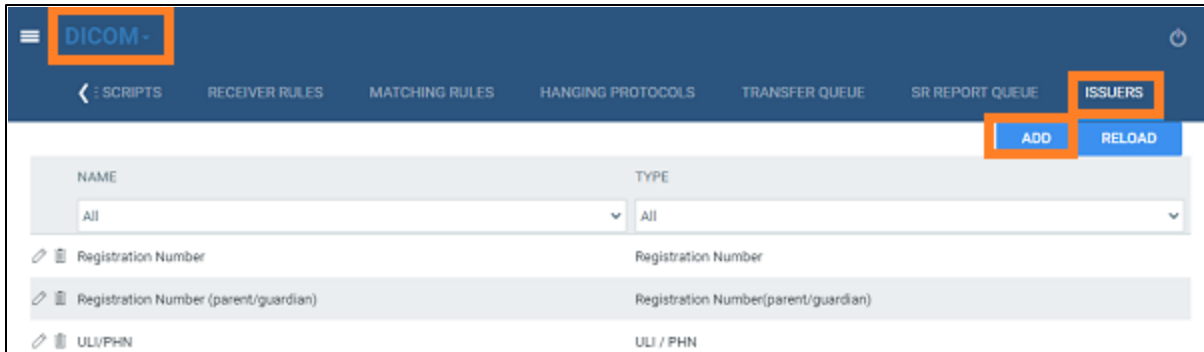 DICOM
SCRIPTS RECEIVER RULES MATCHING RULES HANGING PROTOCOLS TRANSFER QUEUE SR REPORT QUEUE ISSUERS
ADD RELOAD
NAME TYPE
All All
Registration Number Registration Number
Registration Number (parent/guardian) Registration Number(parent/guardian)
ULI/PHN ULI / PHN